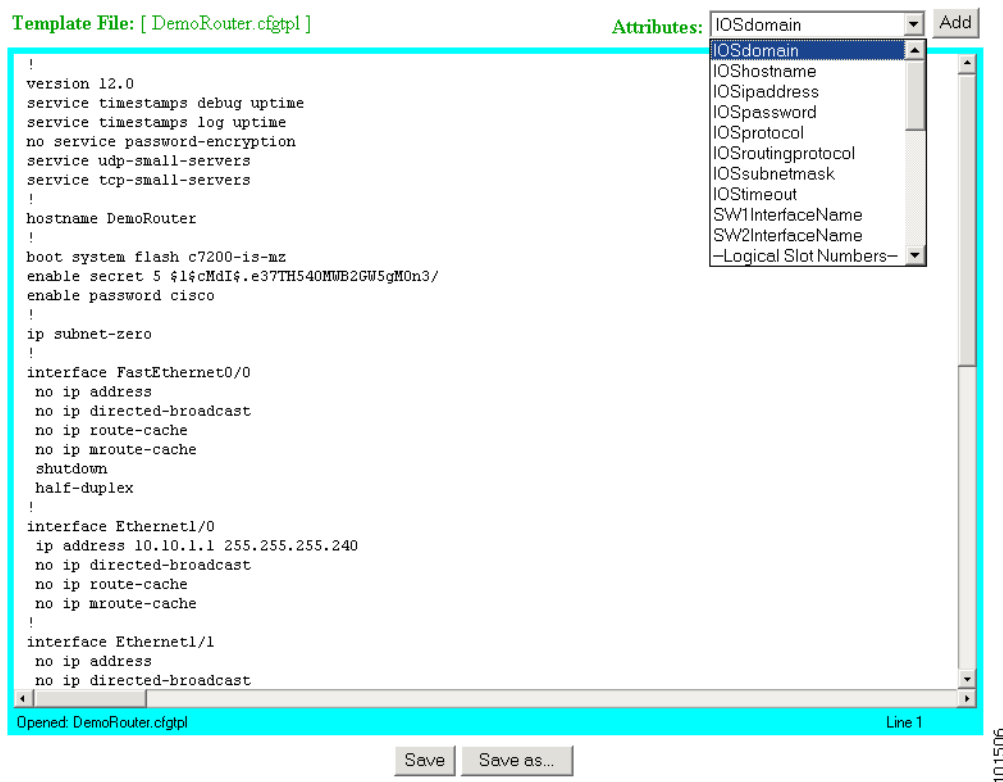 Template File: [ DemoRouter.cfgtpl ]
Attributes: IOSdomain Add
IOSdomain
IOShostname
IOSipaddress
IOSpassword
IOSprotocol
IOSroutingprotocol
IOSsubnetmask
IOStimeout
SW1InterfaceName
SW2InterfaceName
--Logical Slot Numbers--
!
version 12.0
service timestamps debug uptime
service timestamps log uptime
no service password-encryption
service udp-small-servers
service tcp-small-servers
!
hostname DemoRouter
!
boot system flash c7200-is-mz
enable secret 5 $1$cMdI$.e37TH540MWB2GW5gM0n3/
enable password cisco
!
ip subnet-zero
!
interface FastEthernet0/0
no ip address
no ip directed-broadcast
no ip route-cache
no ip mroute-cache
shutdown
half-duplex
!
interface Ethernet1/0
ip address 10.10.1.1 255.255.255.240
no ip directed-broadcast
no ip route-cache
no ip mroute-cache
!
interface Ethernet1/1
no ip address
no ip directed-broadcast
Opened: DemoRouter.cfgtpl
Line 1
Save Save as...
101506